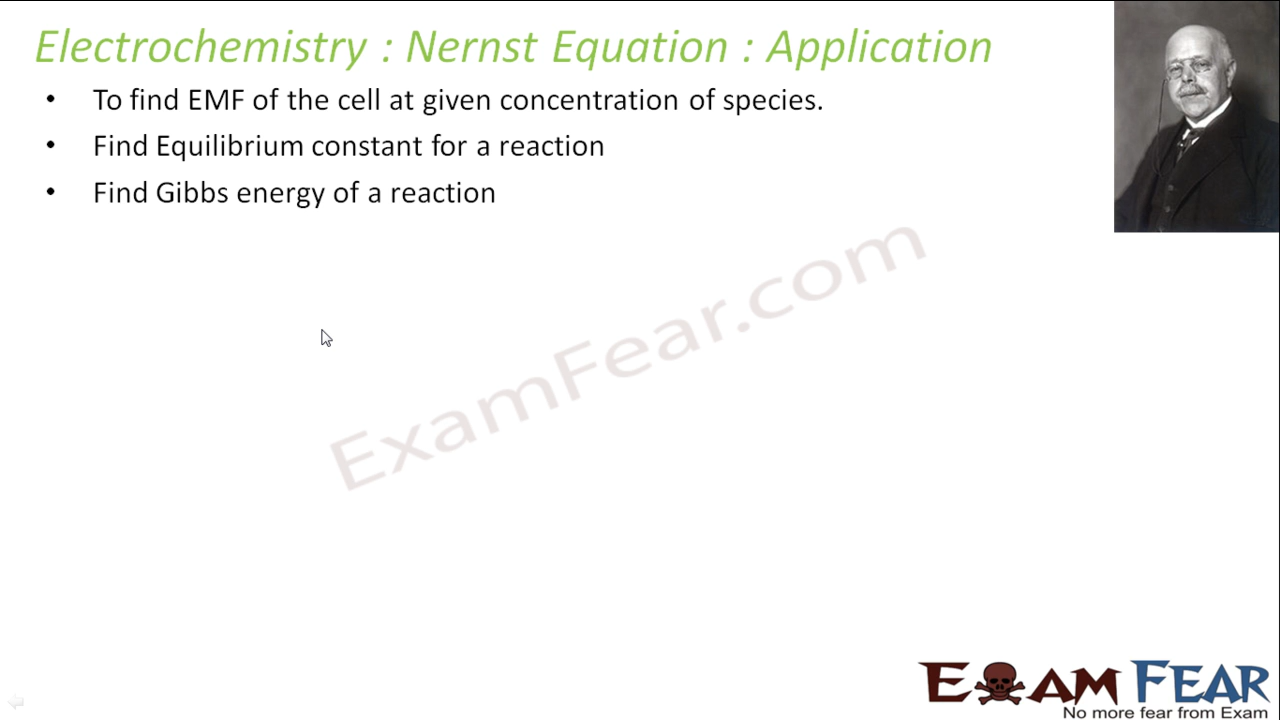 Electrochemistry : Nernst Equation : Application
• To find EMF of the cell at given concentration of species.
• Find Equilibrium constant for a reaction
• Find Gibbs energy of a reaction
ExamFear.com
EXAM FEAR
No more fear from Exam